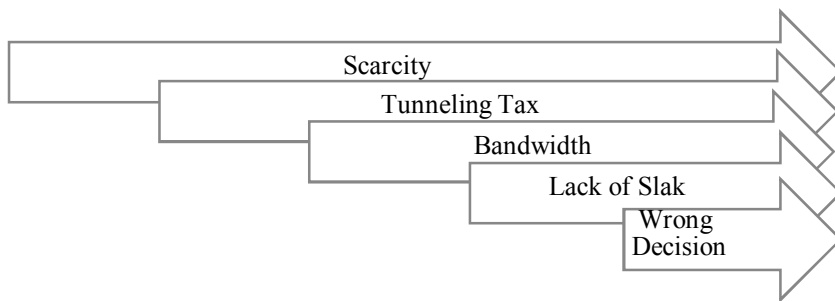 Scarcity
Tunneling Tax
Bandwidth
Lack of Slak
Wrong
Decision